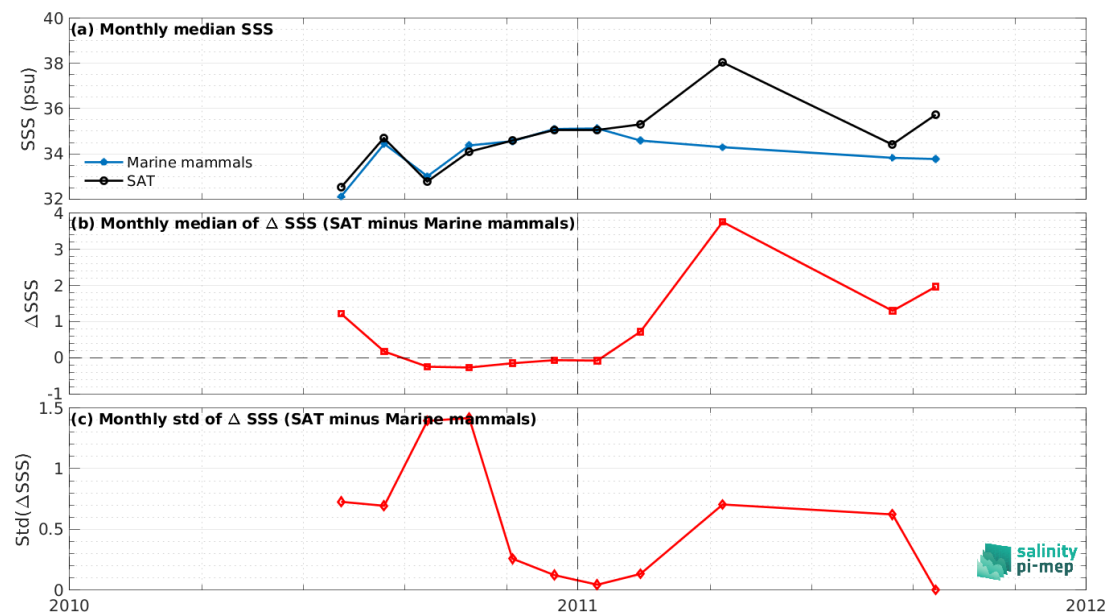 (a) Monthly median SSS
40
38
36
34
32
SSS (psu)
Marine mammals
SAT
(b) Monthly median of Δ SSS (SAT minus Marine mammals)
4
3
2
1
0
-1
ΔSSS
(c) Monthly std of Δ SSS (SAT minus Marine mammals)
1.5
1
0.5
0
Std(ΔSSS)
salinity
pi-mep
2010
2011
2012